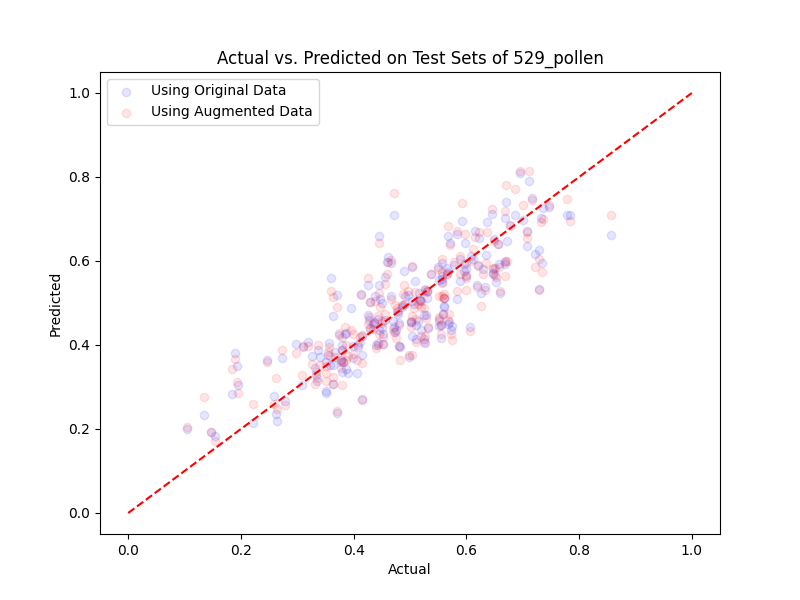 Actual vs. Predicted on Test Sets of 529_pollen
Using Original Data
Using Augmented Data
1.0
0.8
0.6
0.4
0.2
0.0
Predicted
0.0 0.2 0.4 0.6 0.8 1.0
Actual